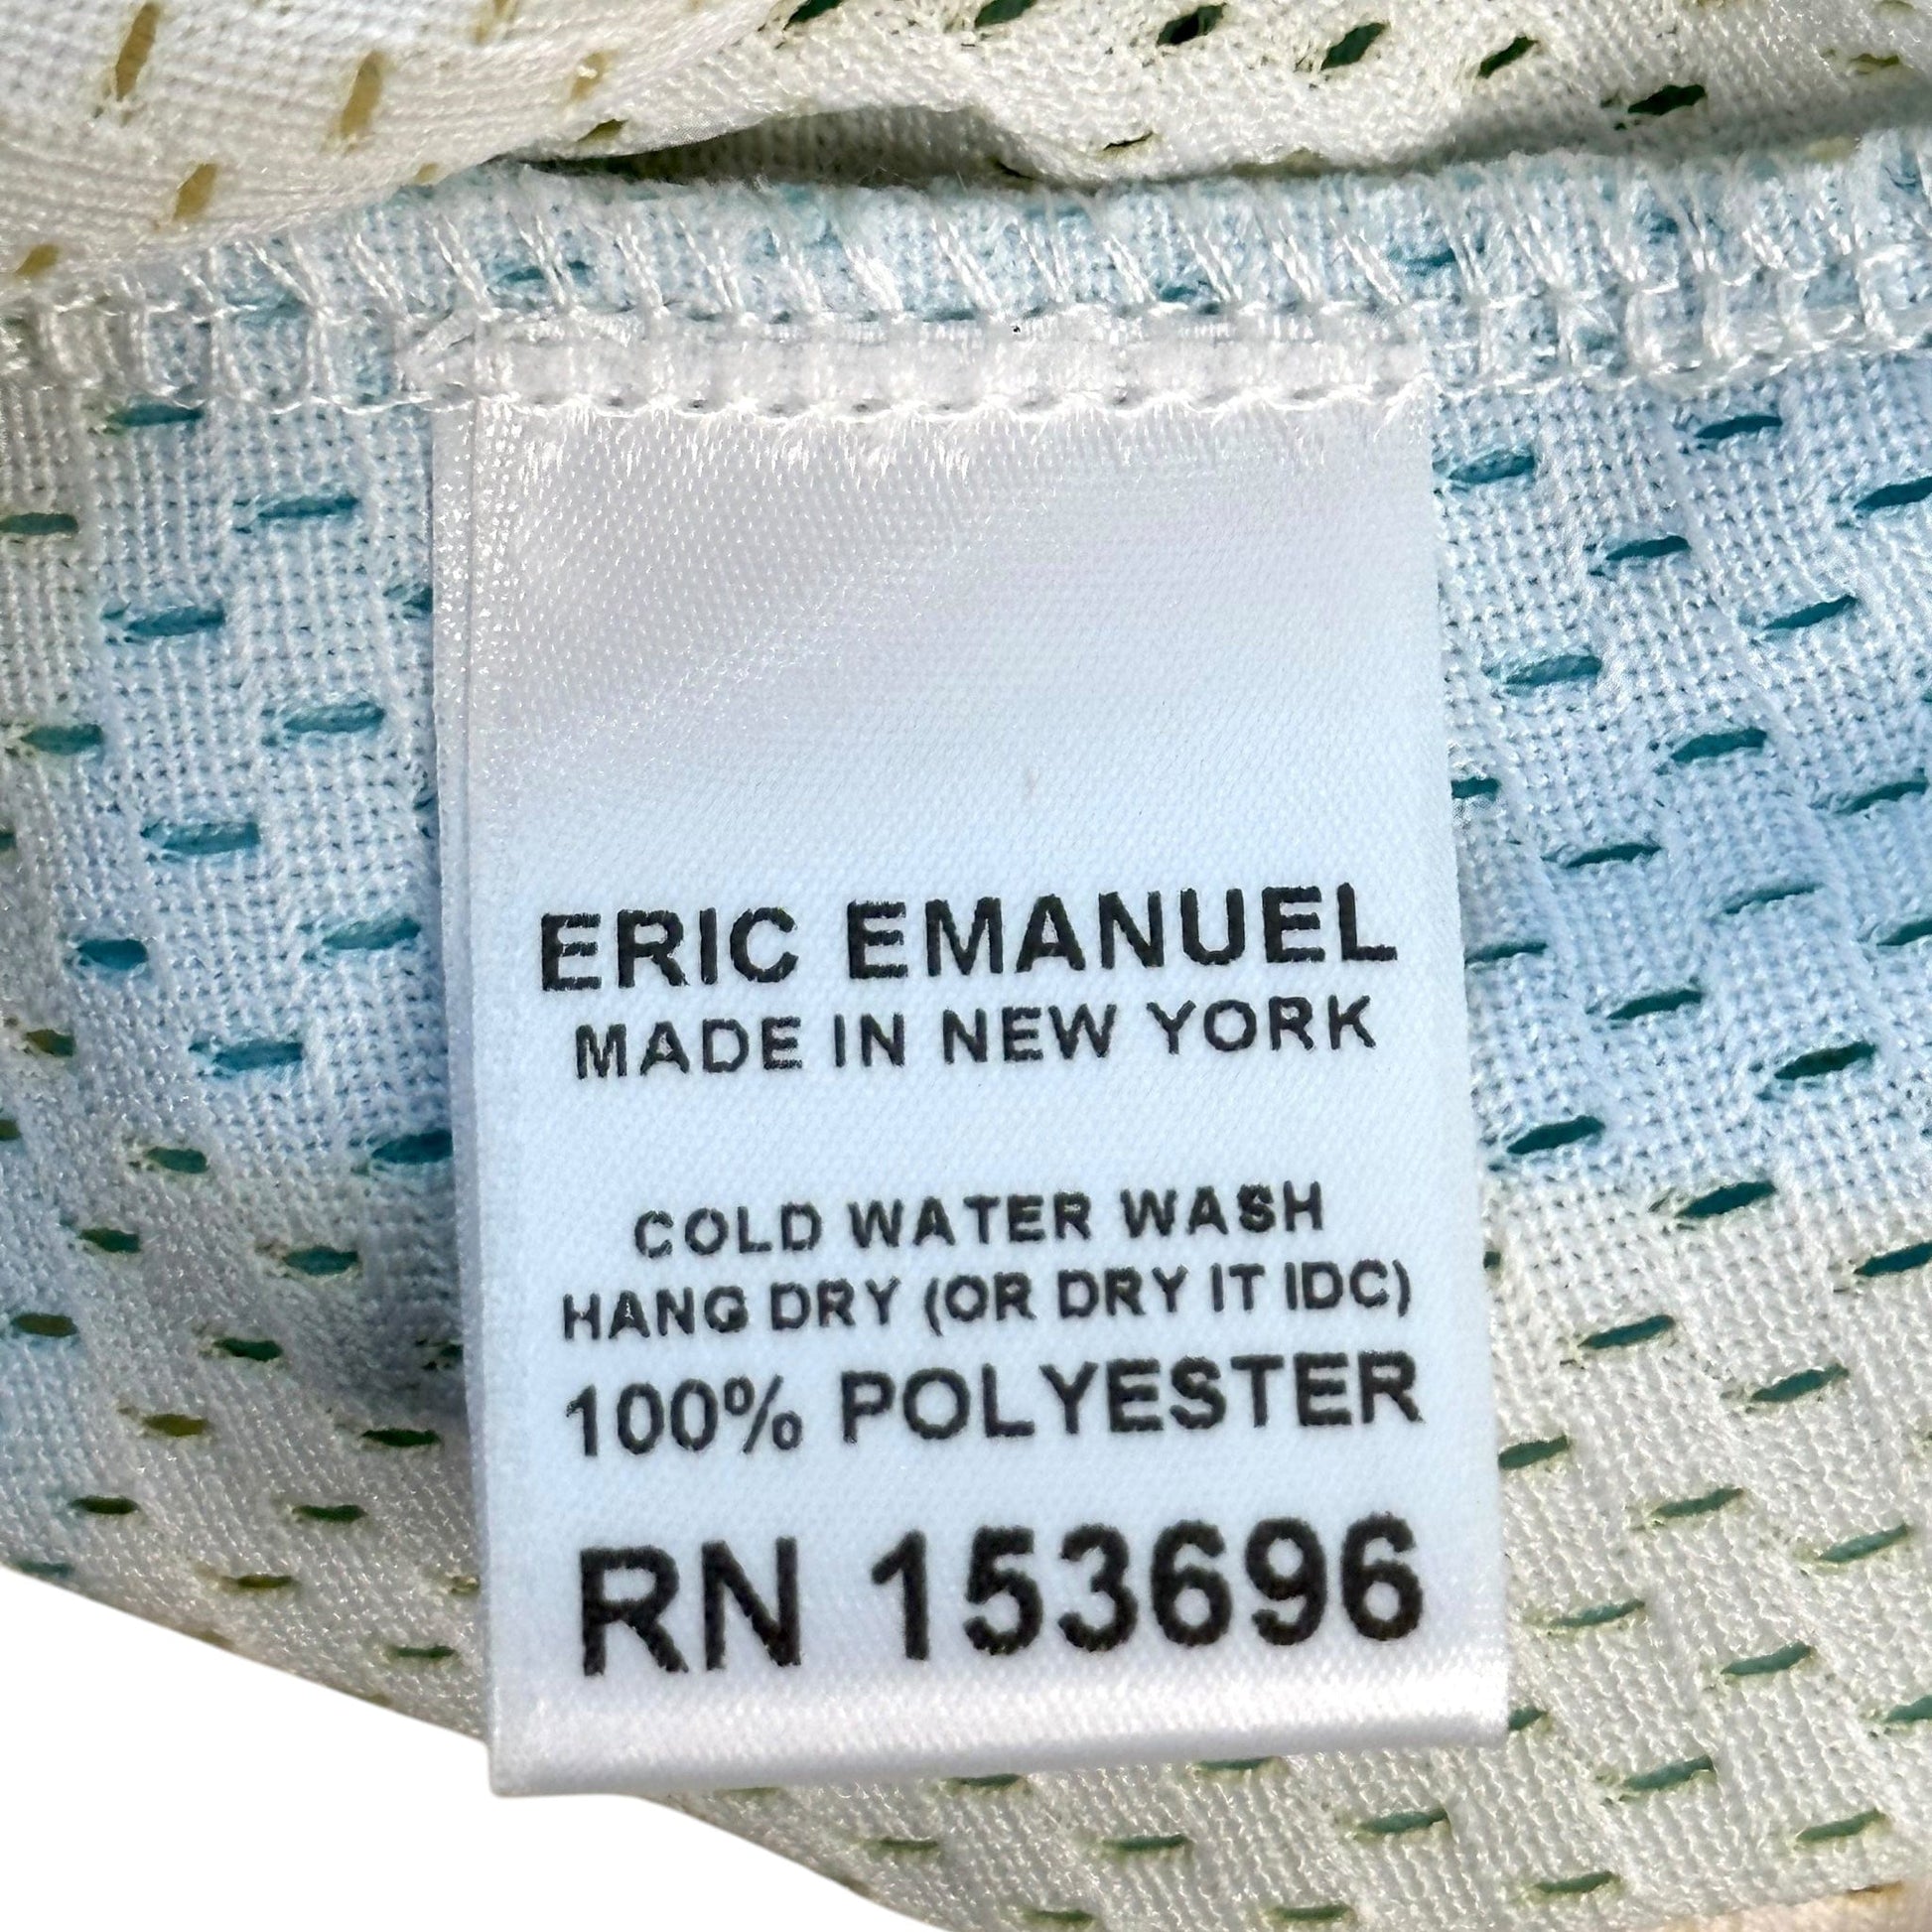 ERIC EMANUEL
MADE IN NEW YORK
COLD WATER WASH
HANG DRY (OR DRY IT IDC)
100% POLYESTER
RN 153696